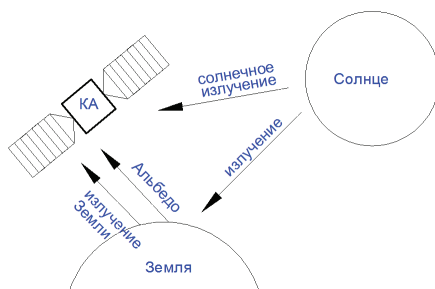 КА
солнечное
излучение
Солнце
излучение
Альбедо
излучение
Земли
Земля